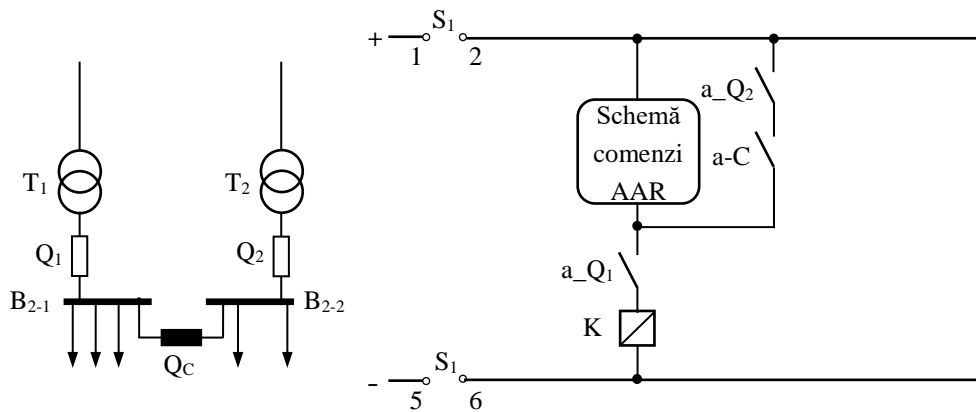 T₁
T₂
Q₁
Q₂
B₂₋₁
B₂₋₂
Q_C
+
1
S₁
2
Schemă
comenzi
AAR
a_Q₂
a-C
a_Q₁
K
-
5
S₁
6